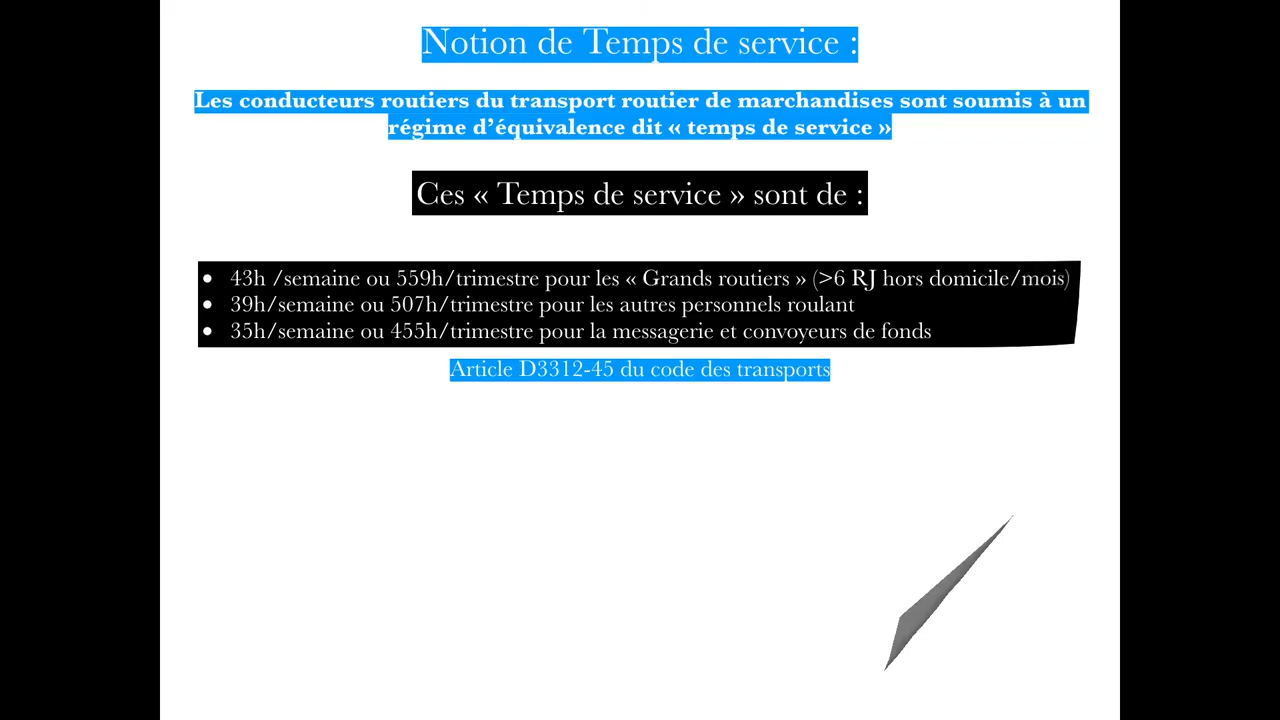 Notion de Temps de service :
Les conducteurs routiers du transport routier de marchandises sont soumis à un
régime d’équivalence dit « temps de service »
Ces « Temps de service » sont de :
• 43h /semaine ou 559h/trimestre pour les « Grands routiers » (>6 RJ hors domicile/mois)
• 39h/semaine ou 507h/trimestre pour les autres personnels roulant
• 35h/semaine ou 455h/trimestre pour la messagerie et convoyeurs de fonds
Article D3312-45 du code des transports